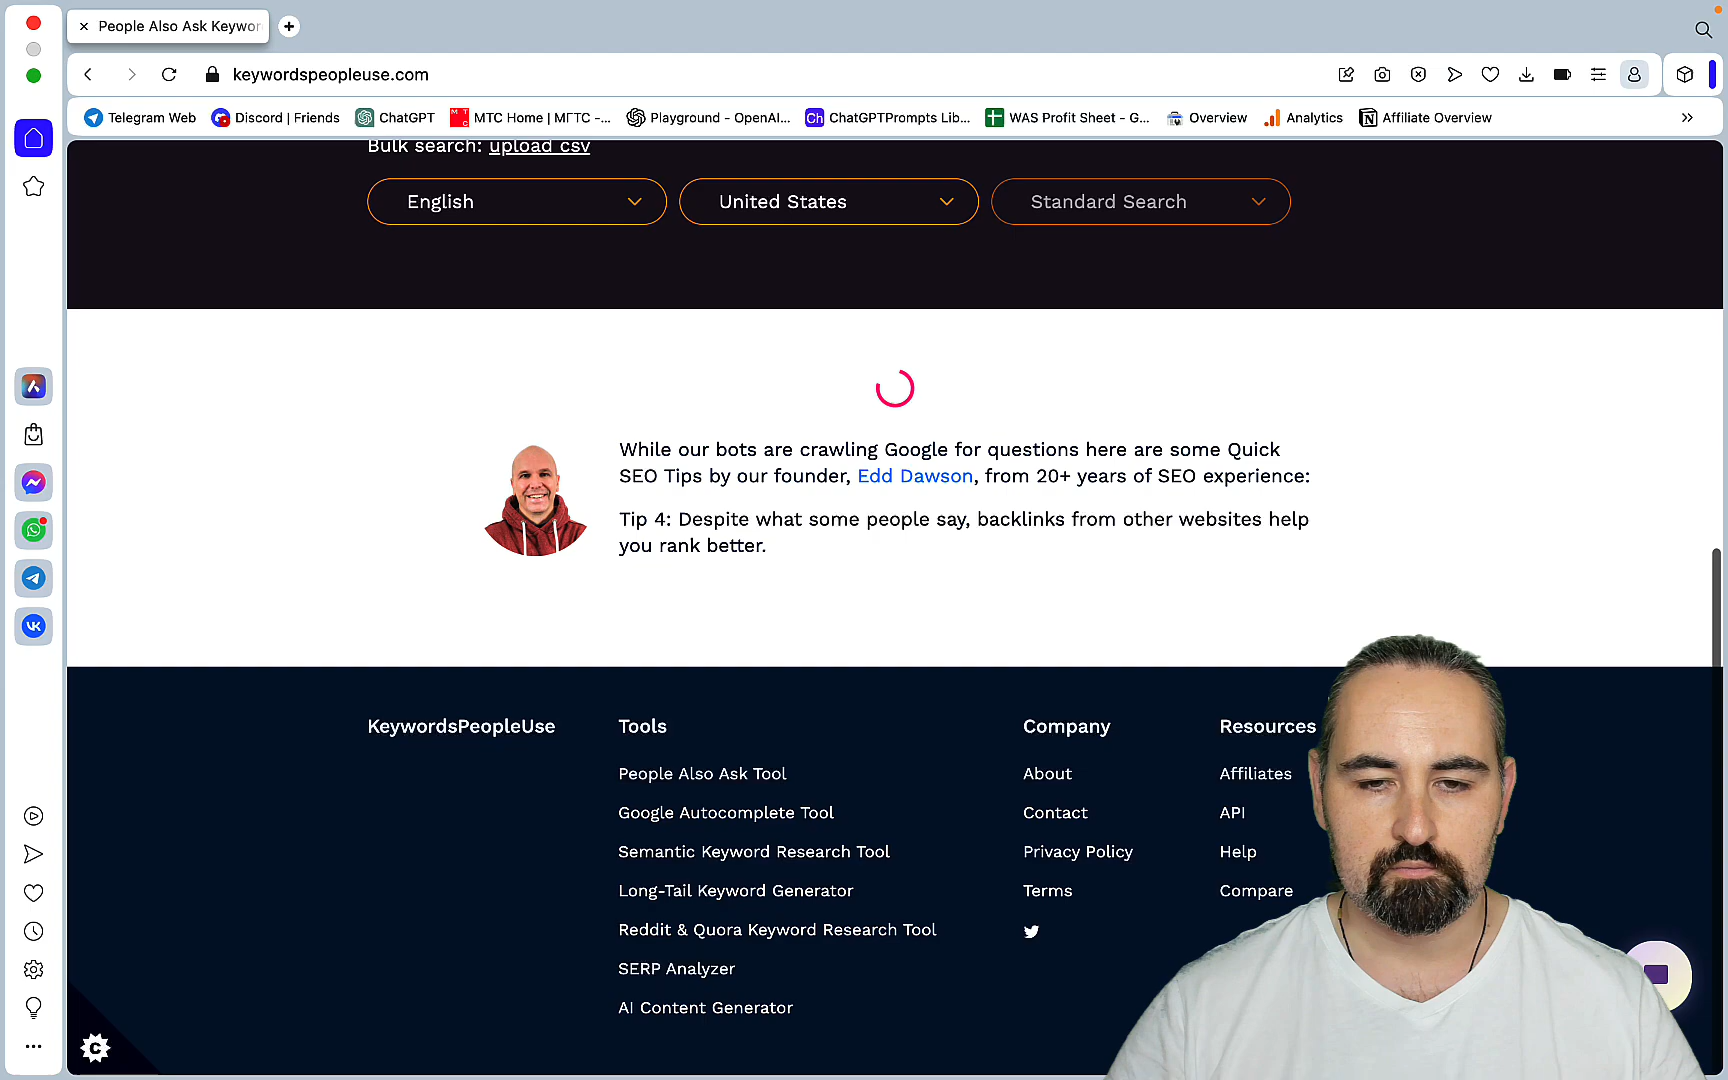 People Also Ask Keywor
keywordspeopleuse.com
Telegram Web
Discord | Friends
ChatGPT
МТС Home | МГТС -...
Playground - OpenAI...
Ch
ChatGPTPrompts Lib...
WAS Profit Sheet - G...
Overview
Analytics
Affiliate Overview
Bulk search: upload csv
English
United States
Standard Search
While our bots are crawling Google for questions here are some Quick
SEO Tips by our founder, Edd Dawson, from 20+ years of SEO experience:
Tip 4: Despite what some people say, backlinks from other websites help
you rank better.
KeywordsPeopleUse
Tools
People Also Ask Tool
Google Autocomplete Tool
Semantic Keyword Research Tool
Long-Tail Keyword Generator
Reddit & Quora Keyword Research Tool
SERP Analyzer
AI Content Generator
Company
About
Contact
Privacy Policy
Terms
Resources
Affiliates
API
Help
Compare